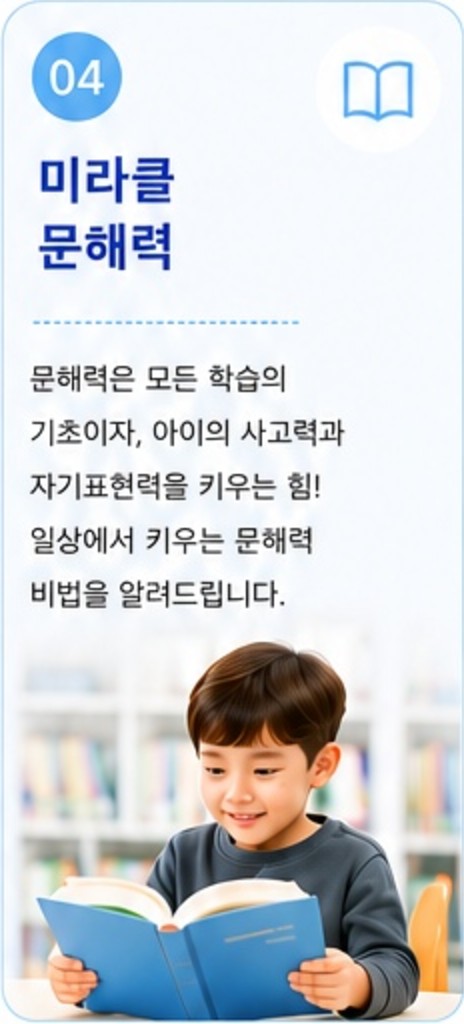 04
미라클
문해력
문해력은 모든 학습의
기초이자, 아이의 사고력과
자기표현력을 키우는 힘!
일상에서 키우는 문해력
비법을 알려드립니다.